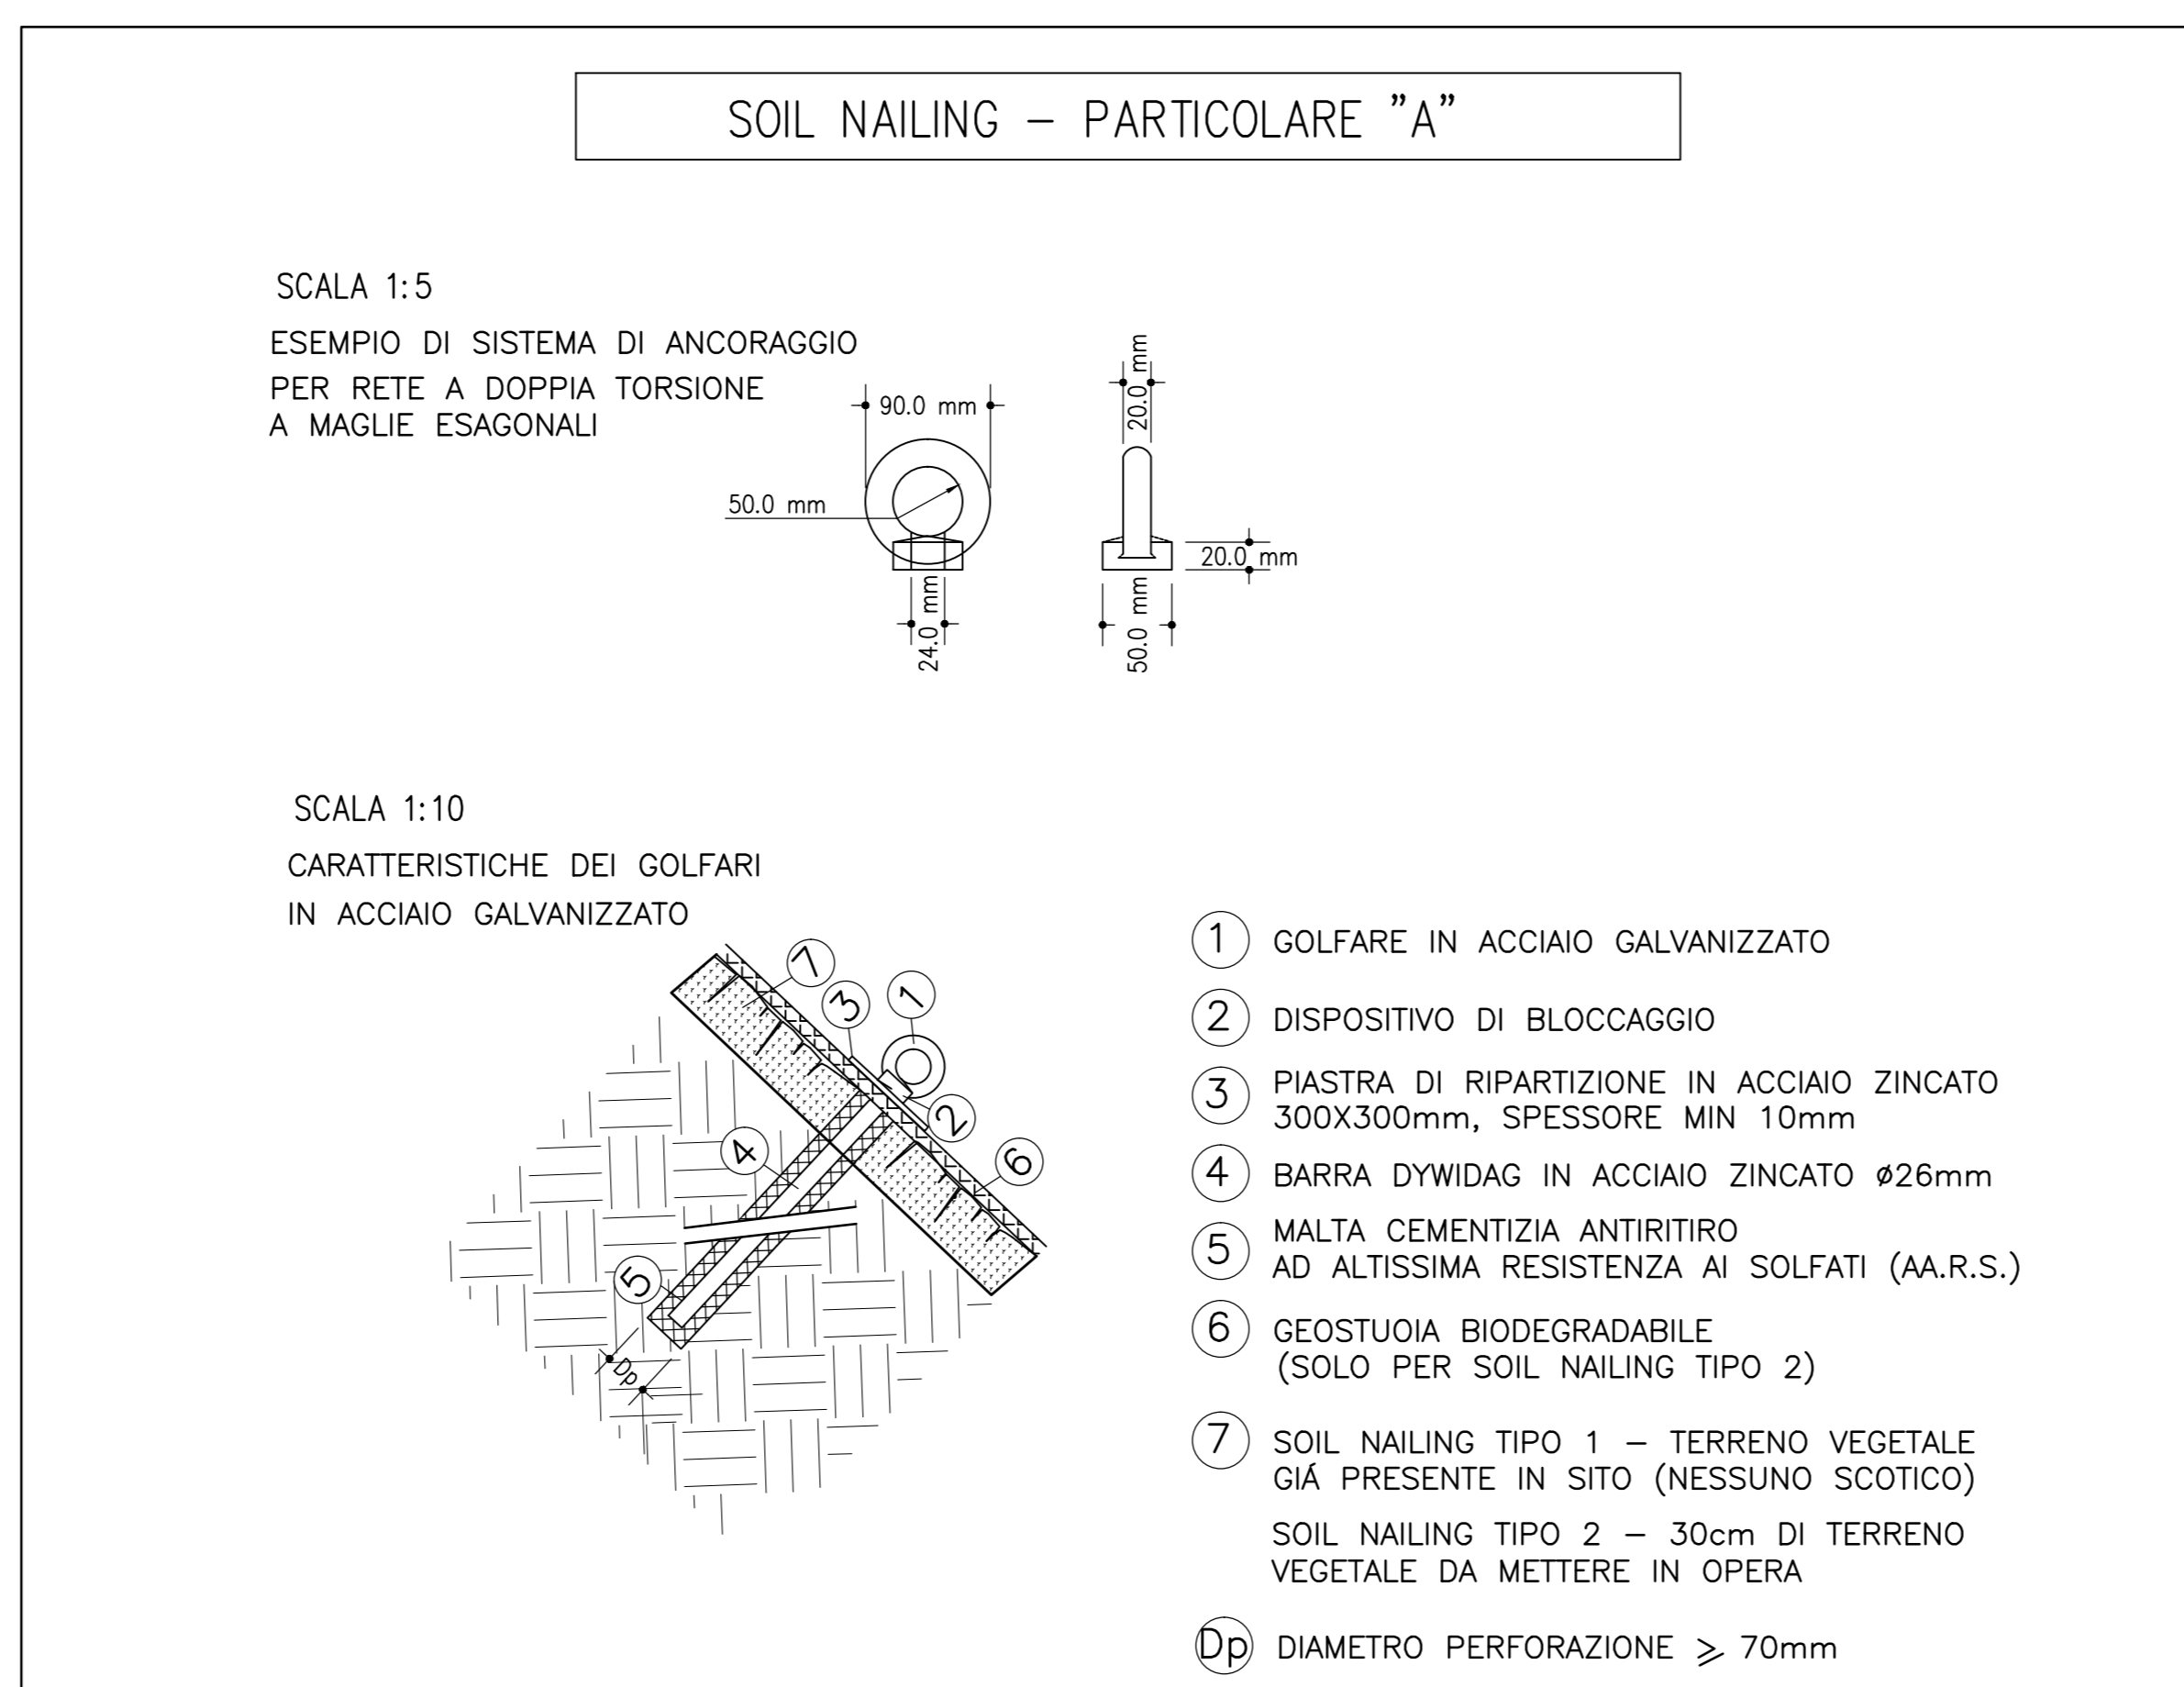 SOIL NAILING – PARTICOLARE "A"
SCALA 1:5
ESEMPIO DI SISTEMA DI ANCORAGGIO
PER RETE A DOPPIA TORSIONE
A MAGLIE ESAGONALI
90.0 mm
50.0 mm
24.0 mm
20.0 mm
20.0 mm
50.0 mm
SCALA 1:10
CARATTERISTICHE DEI GOLFARI
IN ACCIAIO GALVANIZZATO
7
3
1
2
4
6
5
Dp
1 GOLFARE IN ACCIAIO GALVANIZZATO
2 DISPOSITIVO DI BLOCCAGGIO
3 PIASTRA DI RIPARTIZIONE IN ACCIAIO ZINCATO
300X300mm, SPESSORE MIN 10mm
4 BARRA DYWIDAG IN ACCIAIO ZINCATO ø26mm
5 MALTA CEMENTIZIA ANTIRITIRO
AD ALTISSIMA RESISTENZA AI SOLFATI (AA.R.S.)
6 GEOSTUOIA BIODEGRADABILE
(SOLO PER SOIL NAILING TIPO 2)
7 SOIL NAILING TIPO 1 – TERRENO VEGETALE
GIÁ PRESENTE IN SITO (NESSUNO SCOTICO)
SOIL NAILING TIPO 2 – 30cm DI TERRENO
VEGETALE DA METTERE IN OPERA
Dp DIAMETRO PERFORAZIONE ⩾ 70mm